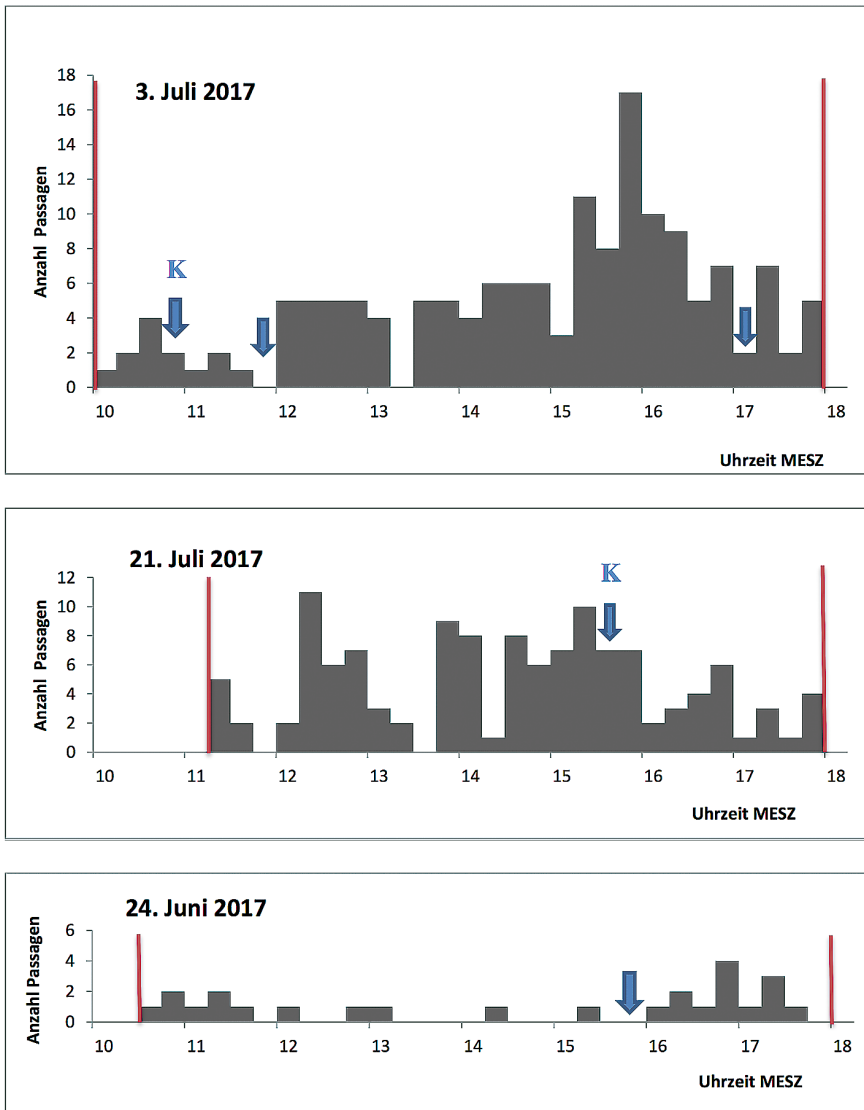 3. Juli 2017
Anzahl Passagen
18
16
14
12
10
8
6
4
2
0
K
10 11 12 13 14 15 16 17 18
Uhrzeit MESZ
21. Juli 2017
Anzahl Passagen
12
10
8
6
4
2
0
K
10 11 12 13 14 15 16 17 18
Uhrzeit MESZ
24. Juni 2017
Anzahl Passagen
6
4
2
0
10 11 12 13 14 15 16 17 18
Uhrzeit MESZ